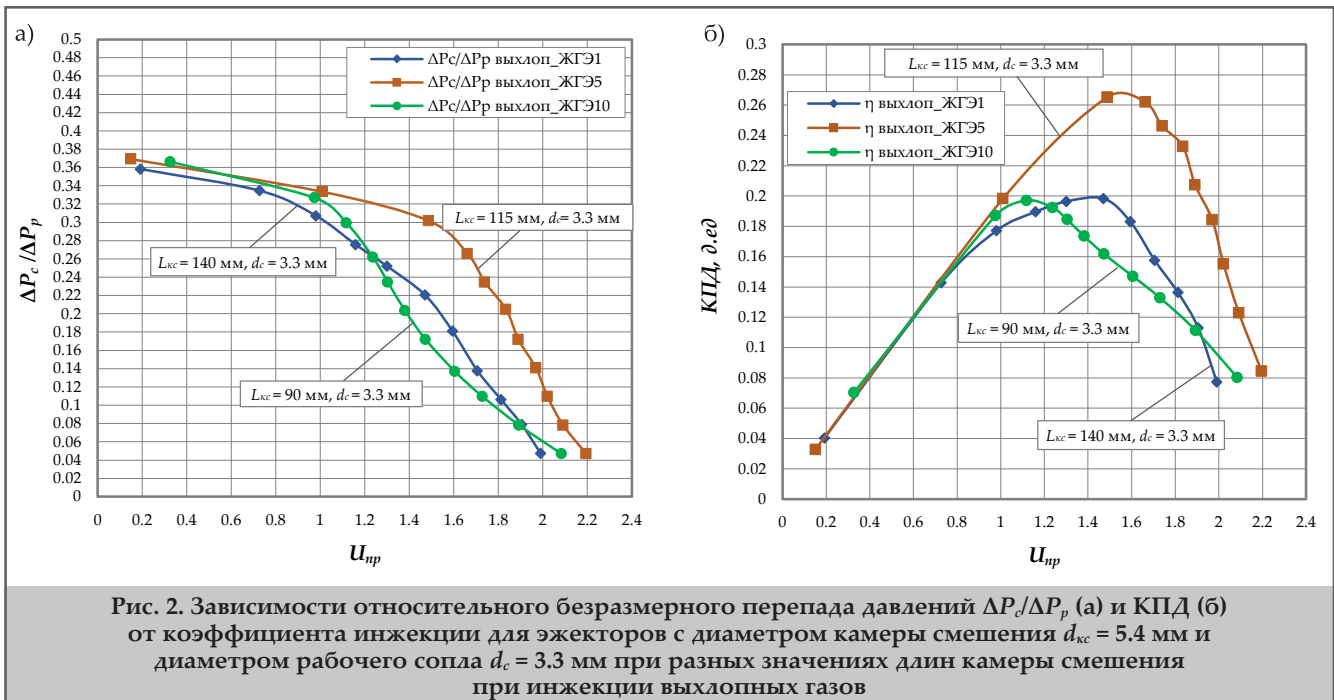 а)
0.5
0.48
0.46
0.44
0.42
0.4
0.38
0.36
0.34
0.32
0.3
0.28
0.26
0.24
0.22
0.2
0.18
0.16
0.14
0.12
0.1
0.08
0.06
0.04
0.02
0
ΔPc/ΔPp
ΔPc/ΔPp выхлоп_ЖГЭ1
ΔPc/ΔPp выхлоп_ЖГЭ5
ΔPc/ΔPp выхлоп_ЖГЭ10
Lкс = 115 мм, dc= 3.3 мм
Lкс = 140 мм, dc = 3.3 мм
Lкс = 90 мм, dc = 3.3 мм
0 0.2 0.4 0.6 0.8 1 1.2 1.4 1.6 1.8 2 2.2 2.4
Uпр
б)
0.3
0.28
0.26
0.24
0.22
0.2
0.18
0.16
0.14
0.12
0.1
0.08
0.06
0.04
0.02
0
КПД, д.ед
Lкс = 115 мм, dc = 3.3 мм
η выхлоп_ЖГЭ1
η выхлоп_ЖГЭ5
η выхлоп_ЖГЭ10
Lкс = 90 мм, dc = 3.3 мм
Lкс = 140 мм, dc = 3.3 мм
0 0.2 0.4 0.6 0.8 1 1.2 1.4 1.6 1.8 2 2.2 2.4
Uпр
Рис. 2. Зависимости относительного безразмерного перепада давлений ΔPc/ΔPp (а) и КПД (б)
от коэффициента инжекции для эжекторов с диаметром камеры смешения dкс = 5.4 мм и
диаметром рабочего сопла dc = 3.3 мм при разных значениях длин камеры смешения
при инжекции выхлопных газов